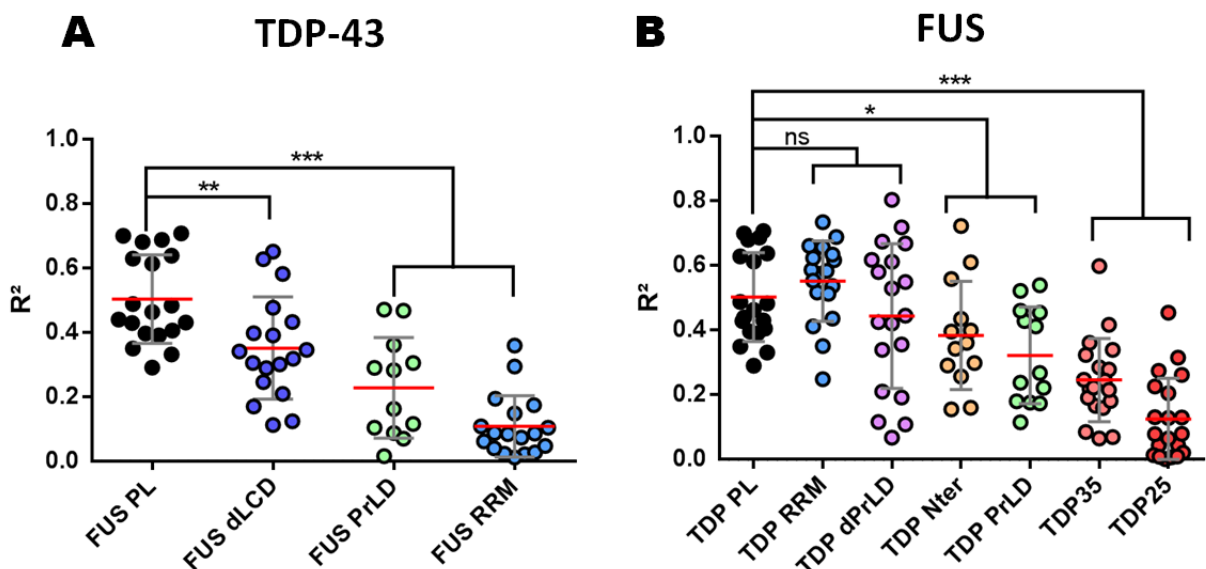 A TDP-43
***
**
1.0
0.8
0.6
0.4
0.2
0.0
R²
FUS PL
FUS dLCD
FUS PrLD
FUS RRM
B FUS
***
*
ns
1.0
0.8
0.6
0.4
0.2
0.0
R²
TDP PL
TDP RRM
TDP dPrLD
TDP Nter
TDP PrLD
TDP35
TDP25